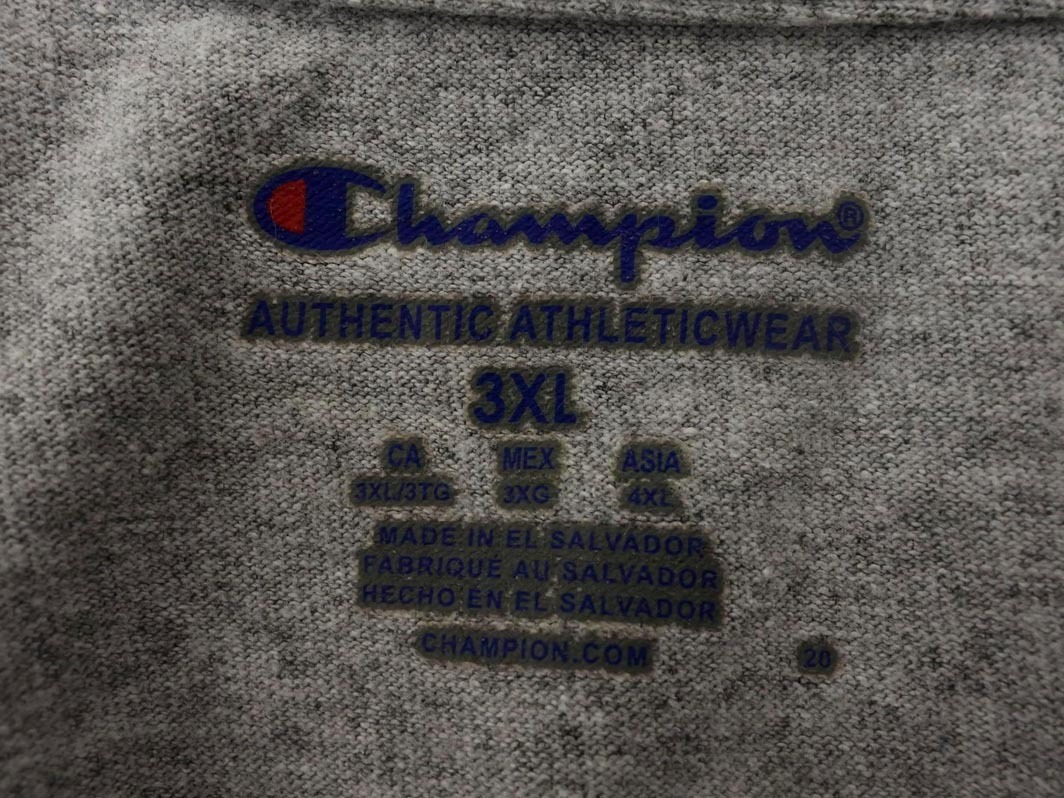 Champion®
AUTHENTIC ATHLETICWEAR
3XL
CA MEX ASIA
3XL/3TG 3XG 4XL
MADE IN EL SALVADOR
FABRIQUÉ AU SALVADOR
HECHO EN EL SALVADOR
CHAMPION.COM 20